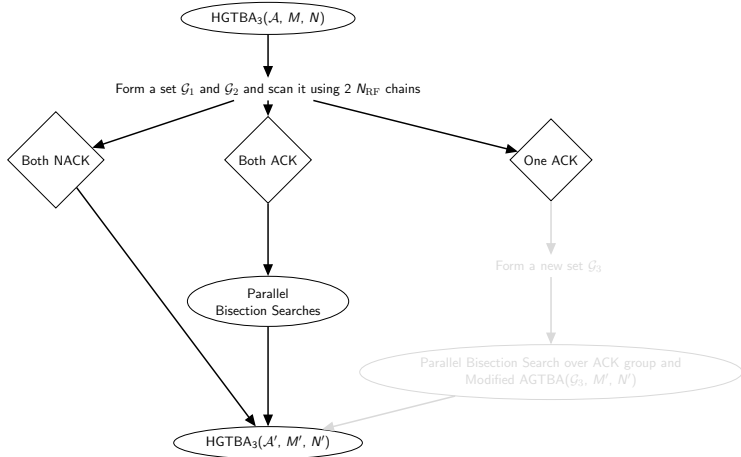 HGTBA₃(𝒜, M, N)
Form a set 𝒢₁ and 𝒢₂ and scan it using 2 N_RF chains
Both NACK
Both ACK
One ACK
Form a new set 𝒢₃
Parallel
Bisection Searches
Parallel Bisection Search over ACK group and
Modified AGTBA(𝒢₃, M′, N′)
HGTBA₃(𝒜′, M′, N′)